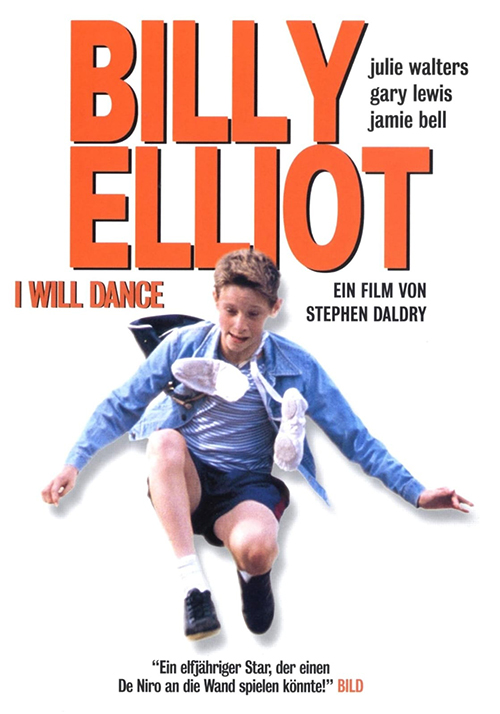 BILLY
ELLIOT
julie walters
gary lewis
jamie bell
I WILL DANCE
EIN FILM VON
STEPHEN DALDRY
“Ein elfjähriger Star, der einen
De Niro an die Wand spielen könnte!” BILD